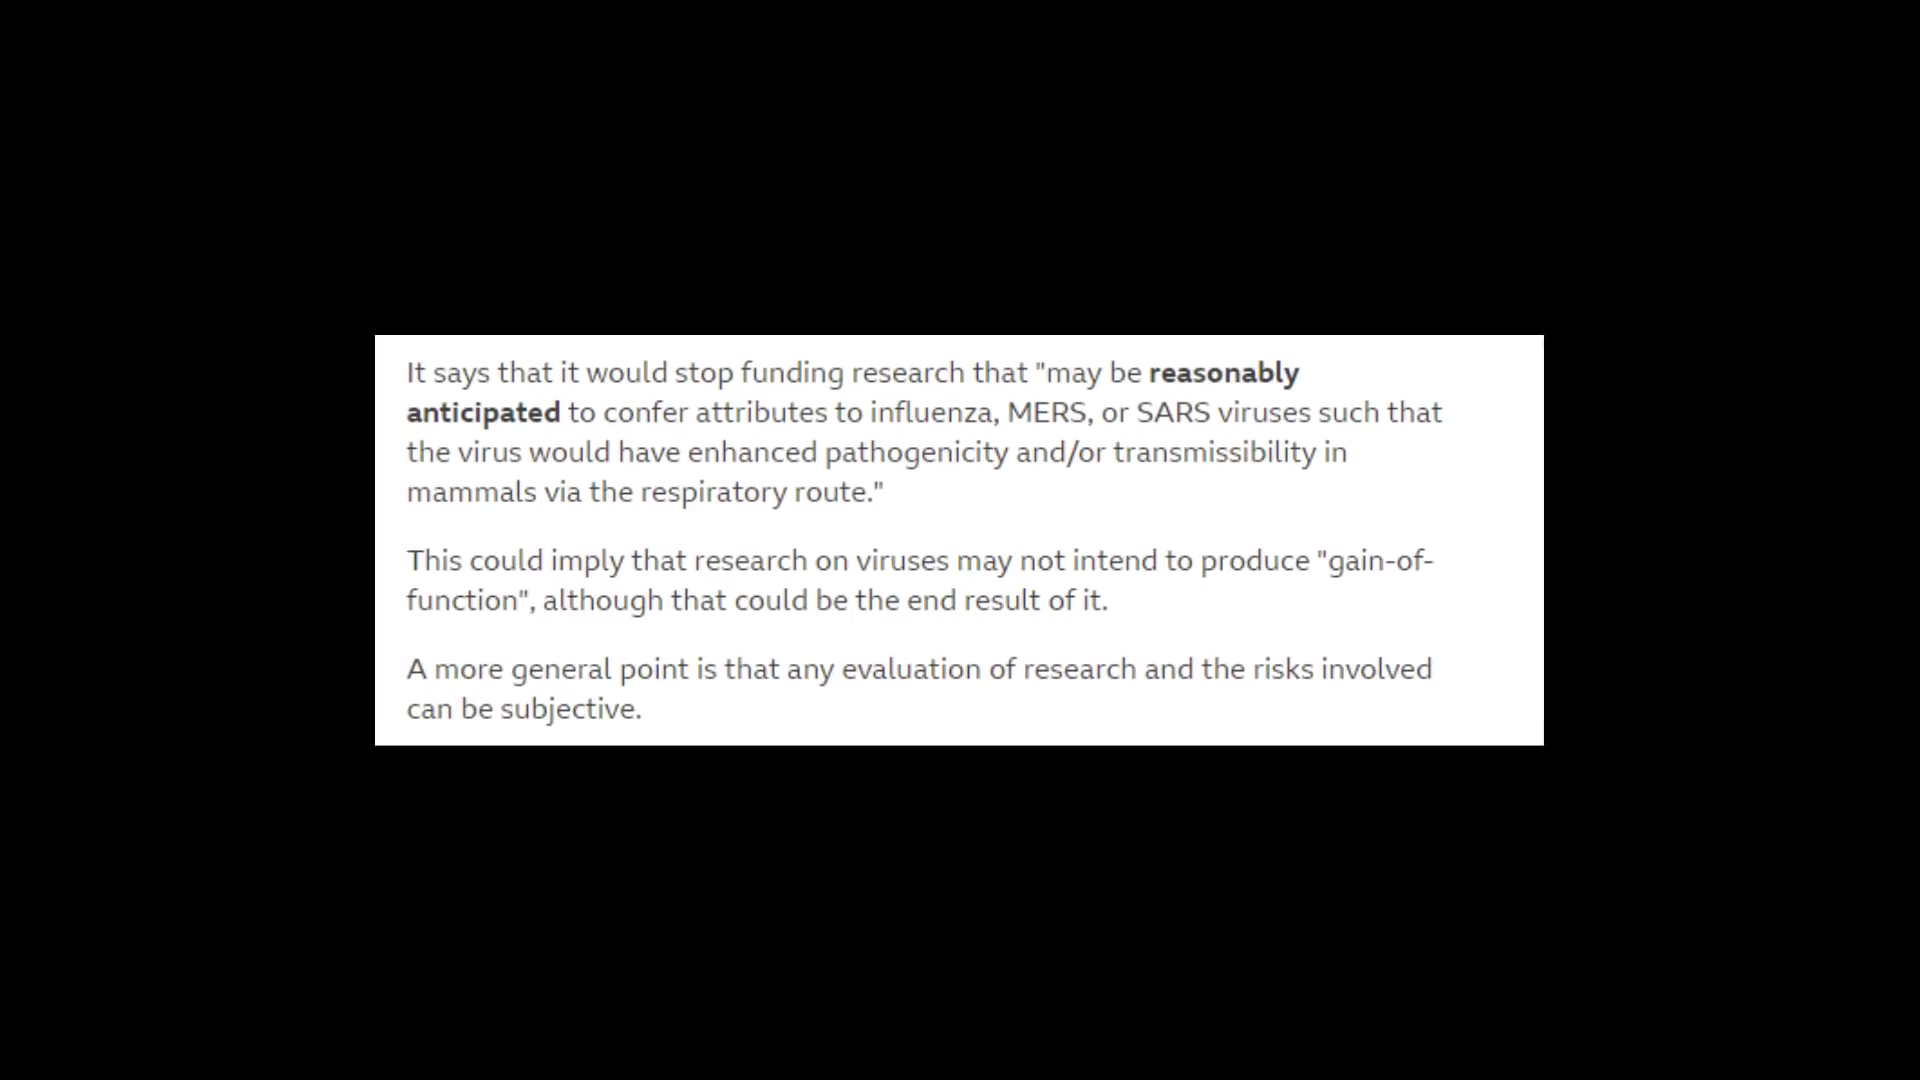 It says that it would stop funding research that "may be reasonably
anticipated to confer attributes to influenza, MERS, or SARS viruses such that
the virus would have enhanced pathogenicity and/or transmissibility in
mammals via the respiratory route."
This could imply that research on viruses may not intend to produce "gain-of-
function", although that could be the end result of it.
A more general point is that any evaluation of research and the risks involved
can be subjective.